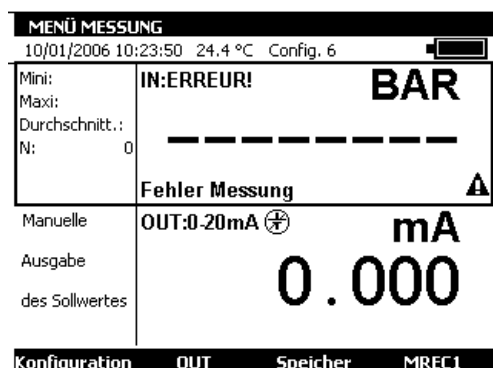 MENÜ MESSUNG
10/01/2006 10:23:50 24.4 °C Config. 6
Mini:
Maxi:
Durchschnitt.:
N: 0
IN:ERREUR! BAR
--------
Fehler Messung
Manuelle
Ausgabe
des Sollwertes
OUT:0-20mA mA
0.000
Konfiguration OUT Speicher MREC1